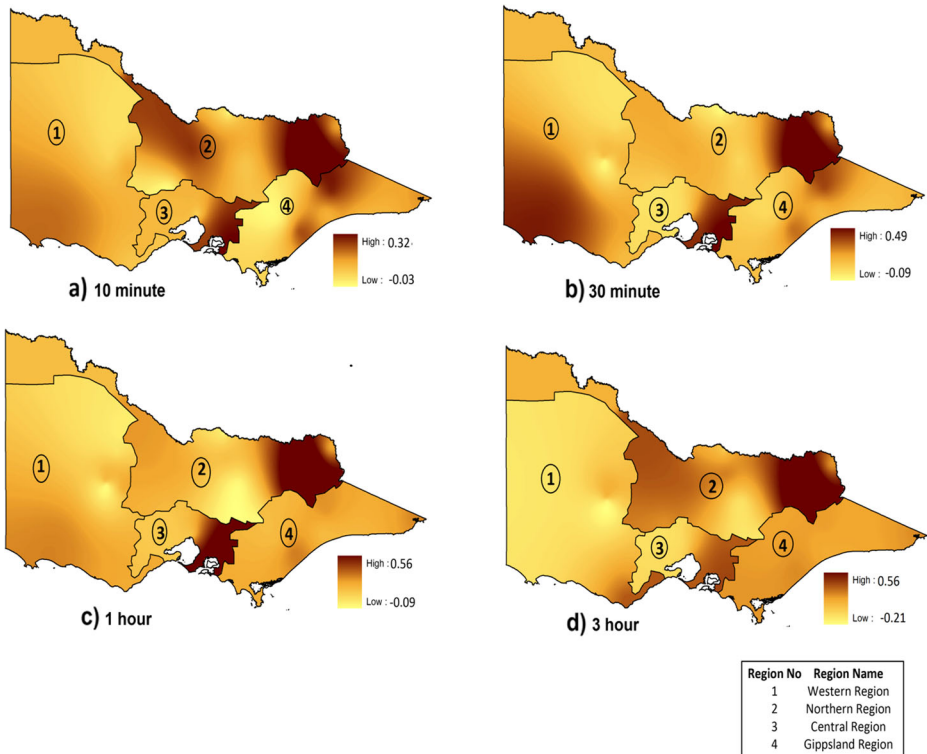 1
2
3
4
High : 0.32
Low : -0.03
a) 10 minute
1
2
3
4
High : 0.49
Low : -0.09
b) 30 minute
1
2
3
4
High : 0.56
Low : -0.09
c) 1 hour
1
2
3
4
High : 0.56
Low : -0.21
d) 3 hour
Region No Region Name
1 Western Region
2 Northern Region
3 Central Region
4 Gippsland Region